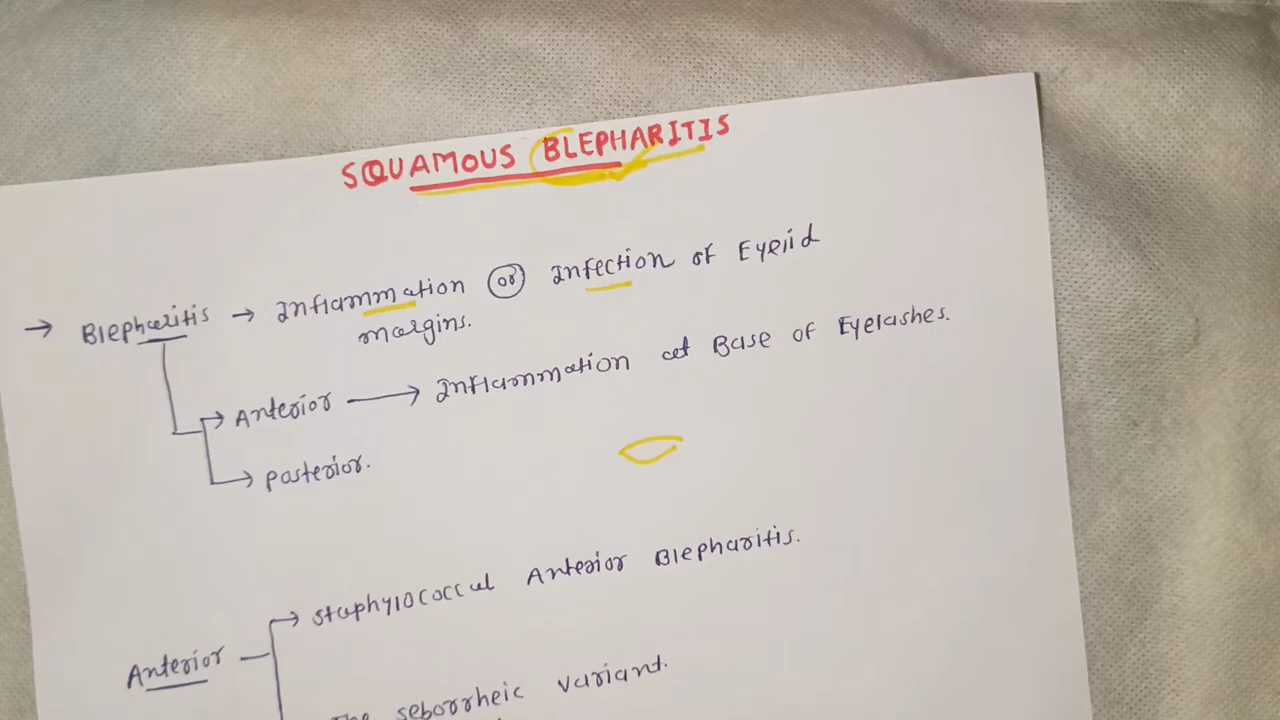 SQUAMOUS BLEPHARITIS
→ Blepharitis → Inflammation or Infection of Eyelid
margins.
→ Anterior → Inflammation at Base of Eyelashes.
→ posterior.
→ staphylococcal Anterior Blepharitis.
Anterior
The seborrheic variant.